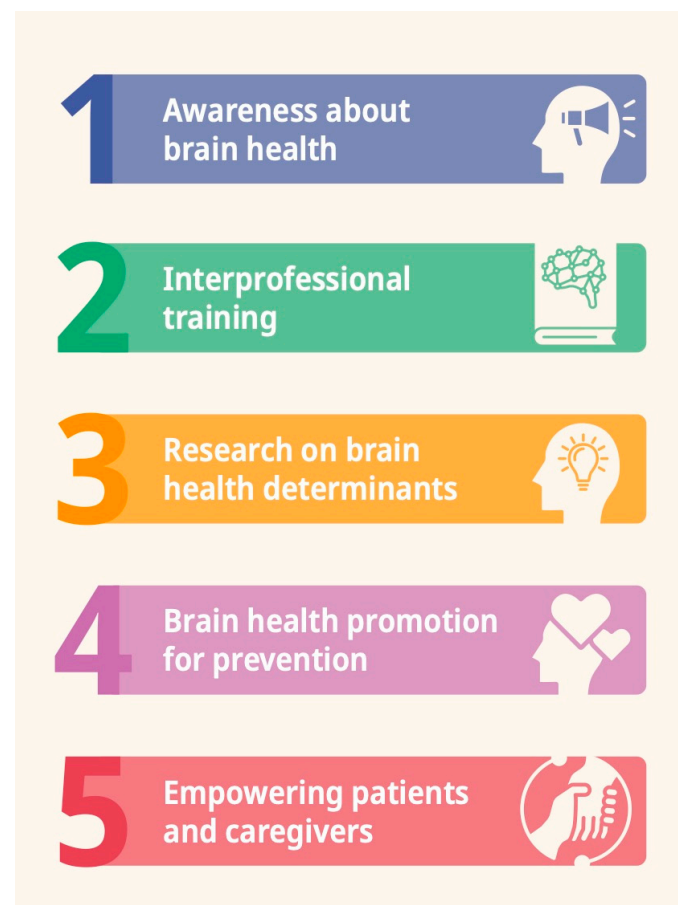 1
Awareness about
brain health
2
Interprofessional
training
3
Research on brain
health determinants
4
Brain health promotion
for prevention
5
Empowering patients
and caregivers